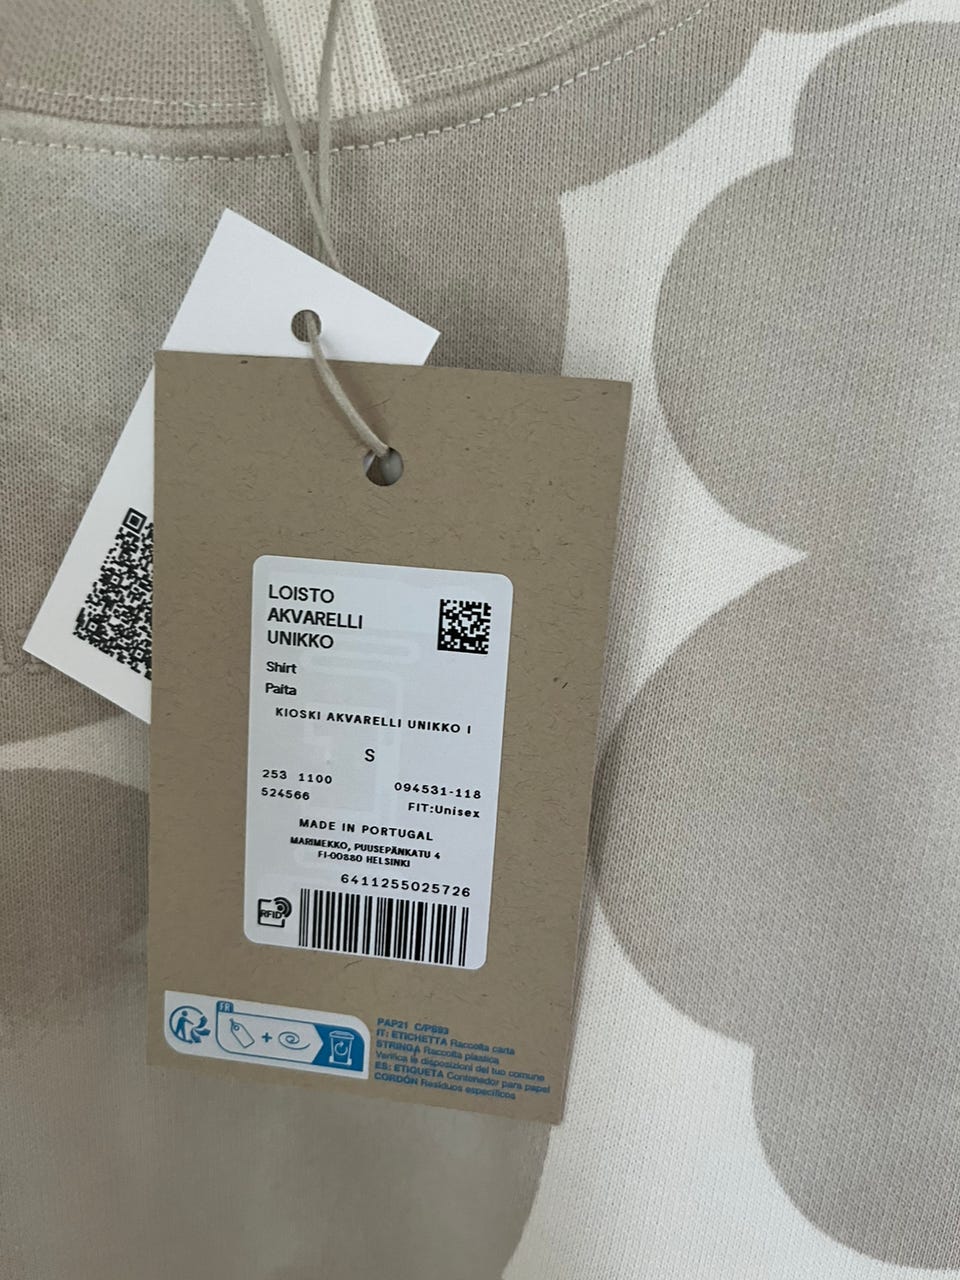 LOISTO
AKVARELLI
UNIKKO
Shirt
Paita
KIOSKI AKVARELLI UNIKKO I
S
253 1100
094531-118
524566
FIT:Unisex
MADE IN PORTUGAL
MARIMEKKO, PUUSEPÄNKATU 4
FI-00880 HELSINKI
6411255025726
RFID
FR
PAP21 C/PS93
IT: ETICHETTA Raccolta carta
STRINGA Raccolta plastica
Verifica le disposizioni del tuo comune
ES: ETIQUETA Contenedor para papel
CORDÓN Residuos específicos